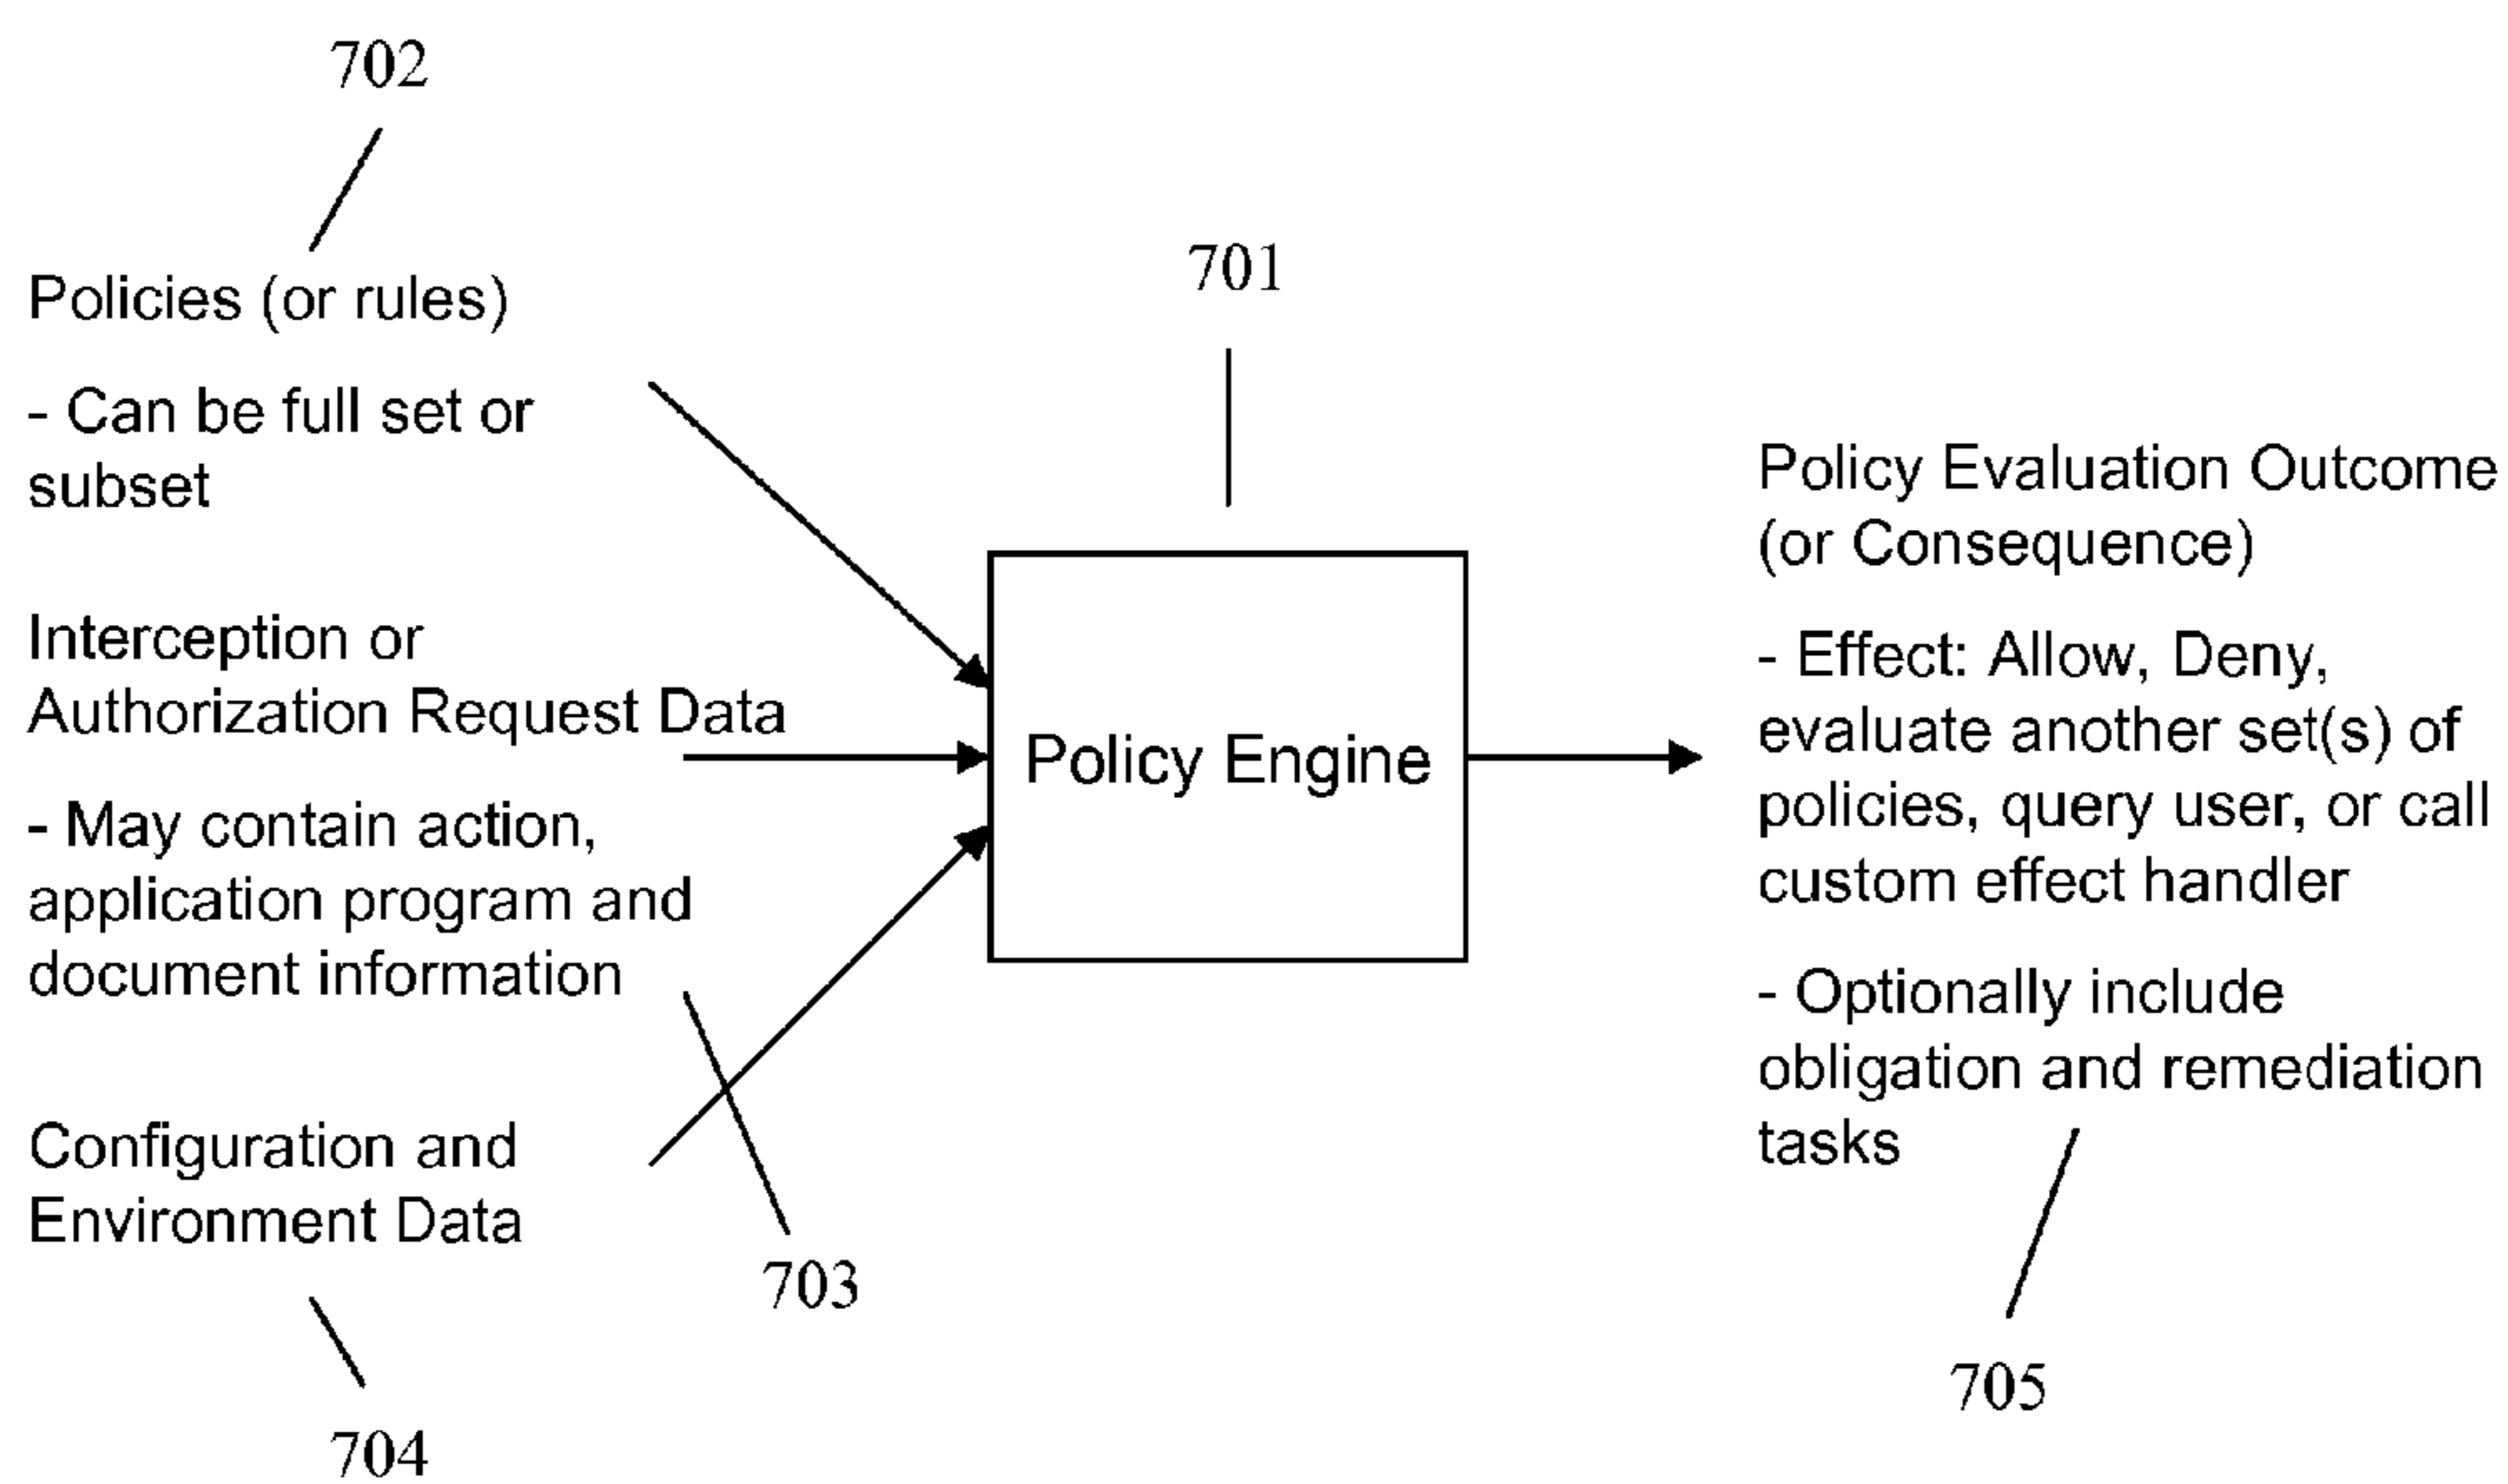 702
Policies (or rules)
- Can be full set or
subset
Interception or
Authorization Request Data
- May contain action,
application program and
document information
703
Configuration and
Environment Data
704
701
Policy Engine
Policy Evaluation Outcome
(or Consequence)
- Effect: Allow, Deny,
evaluate another set(s) of
policies, query user, or call
custom effect handler
- Optionally include
obligation and remediation
tasks
705